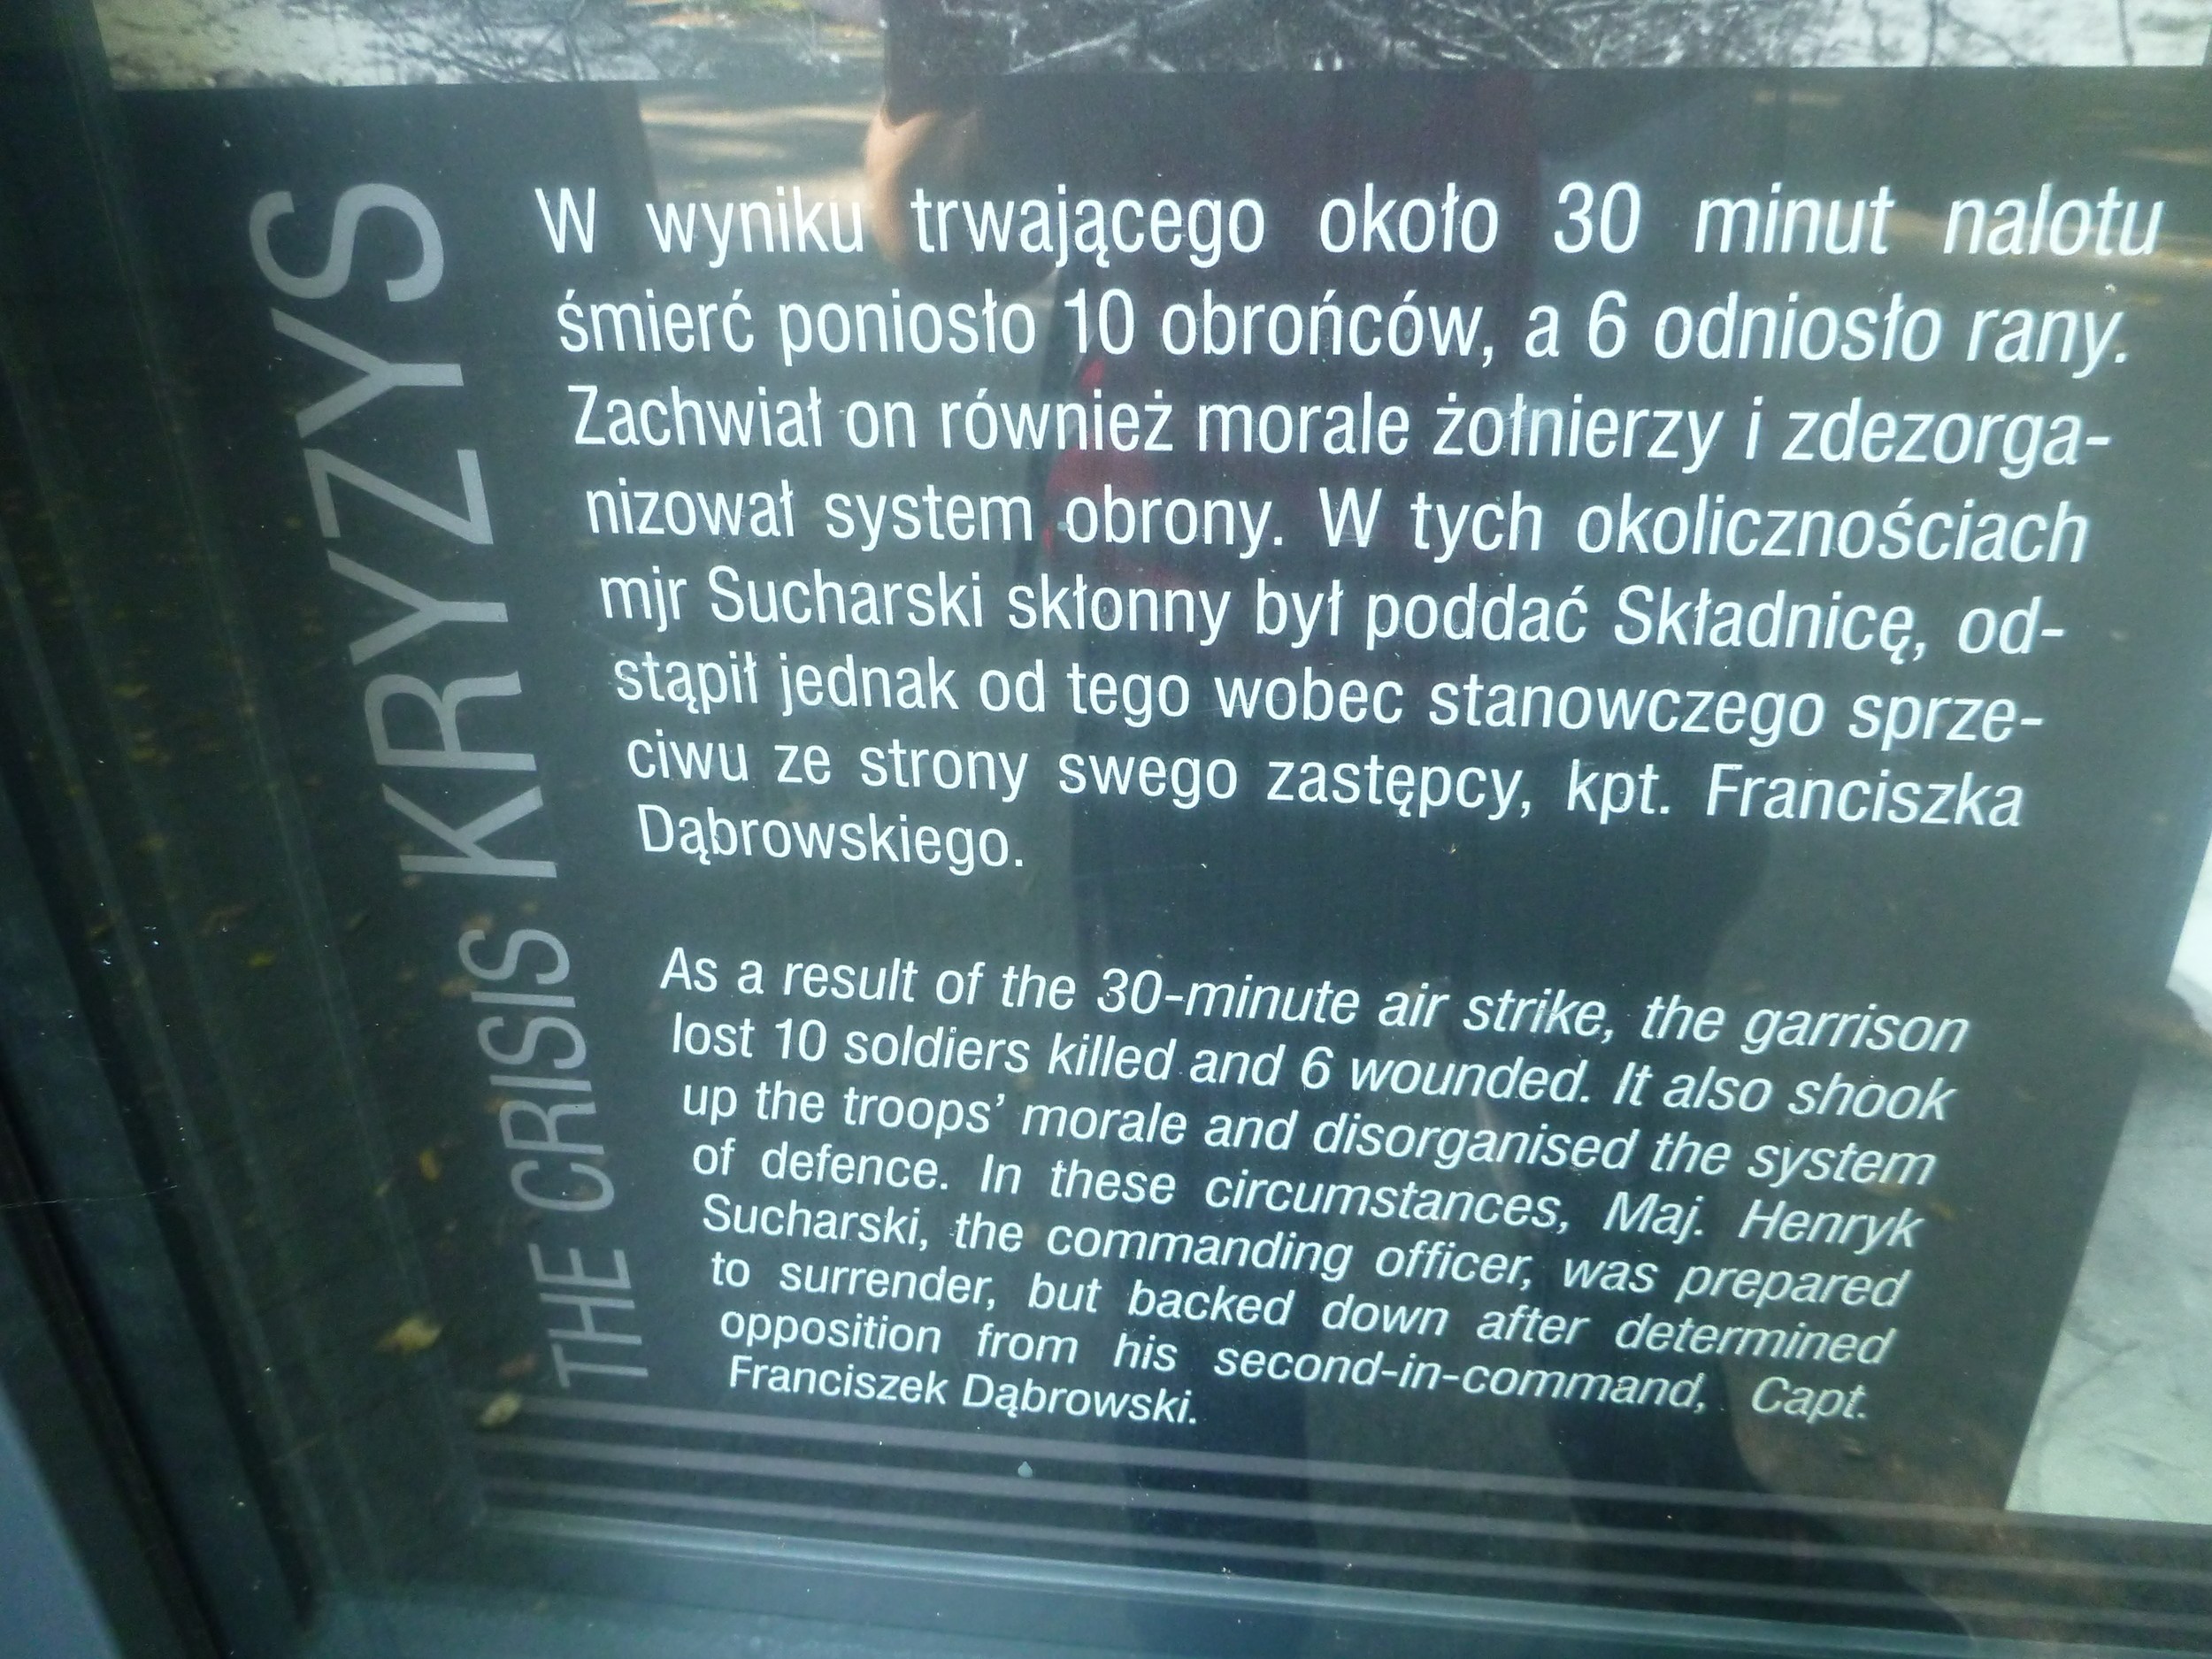 KRYZYS
THE CRISIS
W wyniku trwającego około 30 minut nalotu
śmierć poniosło 10 obrońców, a 6 odniosło rany.
Zachwiał on również morale żołnierzy i zdezorga-
nizował system obrony. W tych okolicznościach
mjr Sucharski skłonny był poddać Składnicę, od-
stąpił jednak od tego wobec stanowczego sprze-
ciwu ze strony swego zastępcy, kpt. Franciszka
Dąbrowskiego.
As a result of the 30-minute air strike, the garrison
lost 10 soldiers killed and 6 wounded. It also shook
up the troops’ morale and disorganised the system
of defence. In these circumstances, Maj. Henryk
Sucharski, the commanding officer, was prepared
to surrender, but backed down after determined
opposition from his second-in-command, Capt.
Franciszek Dąbrowski.